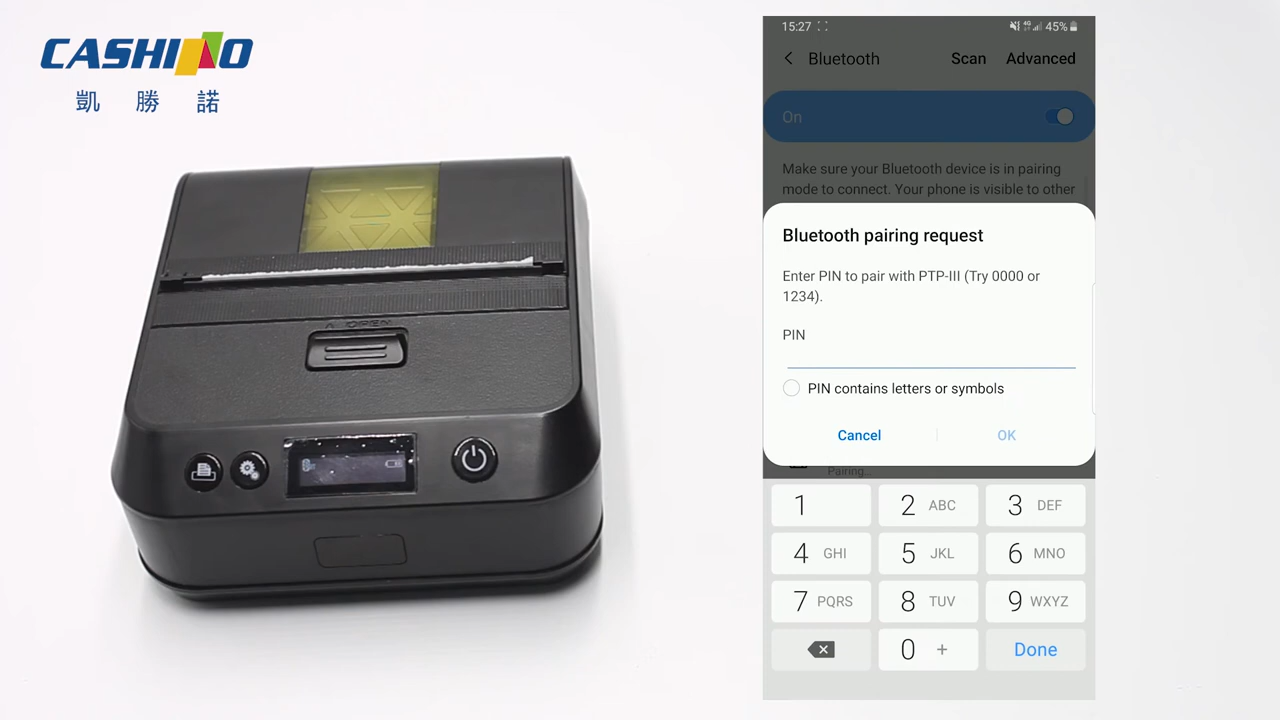 CASHINO
凱勝諾
OPEN
15:27
4G
45%
Bluetooth
Scan
Advanced
On
Make sure your Bluetooth device is in pairing
mode to connect. Your phone is visible to other
Bluetooth pairing request
Enter PIN to pair with PTP-III (Try 0000 or
1234).
PIN
PIN contains letters or symbols
Cancel
OK
Pairing...
1
2 ABC
3 DEF
4 GHI
5 JKL
6 MNO
7 PQRS
8 TUV
9 WXYZ
0 +
Done